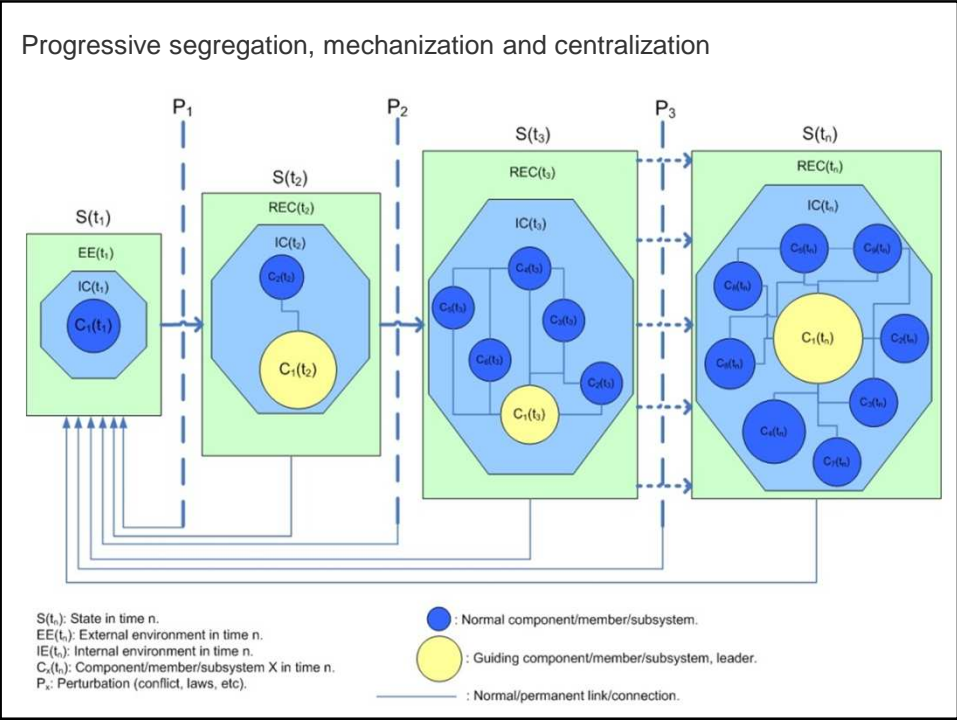 Progressive segregation, mechanization and centralization
P₁
P₂
P₃
S(t₁)
EE(t₁)
IC(t₁)
C₁(t₁)
S(t₂)
REC(t₂)
IC(t₂)
C₂(t₂)
C₁(t₂)
S(t₃)
REC(t₃)
IC(t₃)
C₄(t₃)
C₅(t₃)
C₃(t₃)
C₆(t₃)
C₂(t₃)
C₁(t₃)
S(tₙ)
REC(tₙ)
IC(tₙ)
C₅(tₙ)
C₉(tₙ)
C₈(tₙ)
C₁(tₙ)
C₂(tₙ)
C₃(tₙ)
C₇(tₙ)
S(tₙ): State in time n.
EE(tₙ): External environment in time n.
IE(tₙ): Internal environment in time n.
Cₓ(tₙ): Component/member/subsystem X in time n.
Pₓ: Perturbation (conflict, laws, etc).
: Normal component/member/subsystem.
: Guiding component/member/subsystem, leader.
: Normal/permanent link/connection.